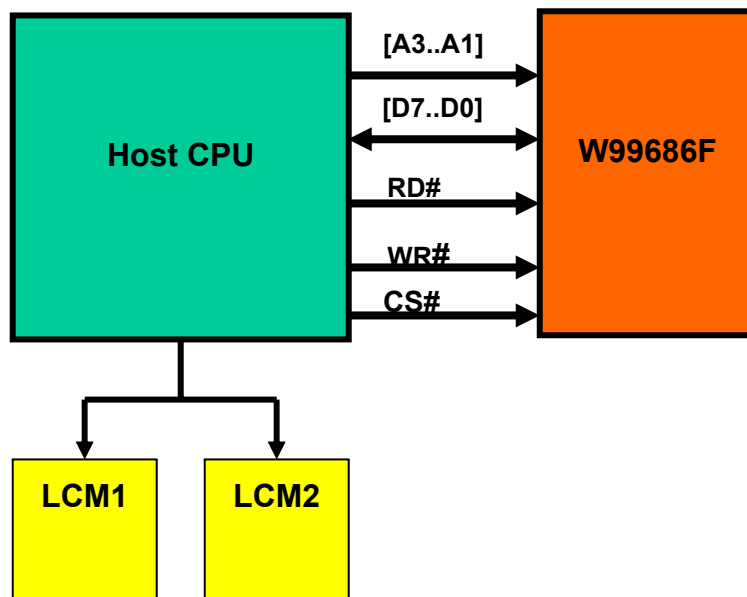 [A3..A1]
[D7..D0]
Host CPU
W99686F
RD#
WR#
CS#
LCM1
LCM2